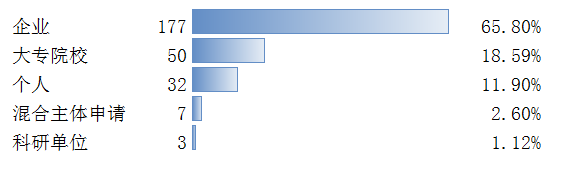 企业 177 65.80%
大专院校 50 18.59%
个人 32 11.90%
混合主体申请 7 2.60%
科研单位 3 1.12%